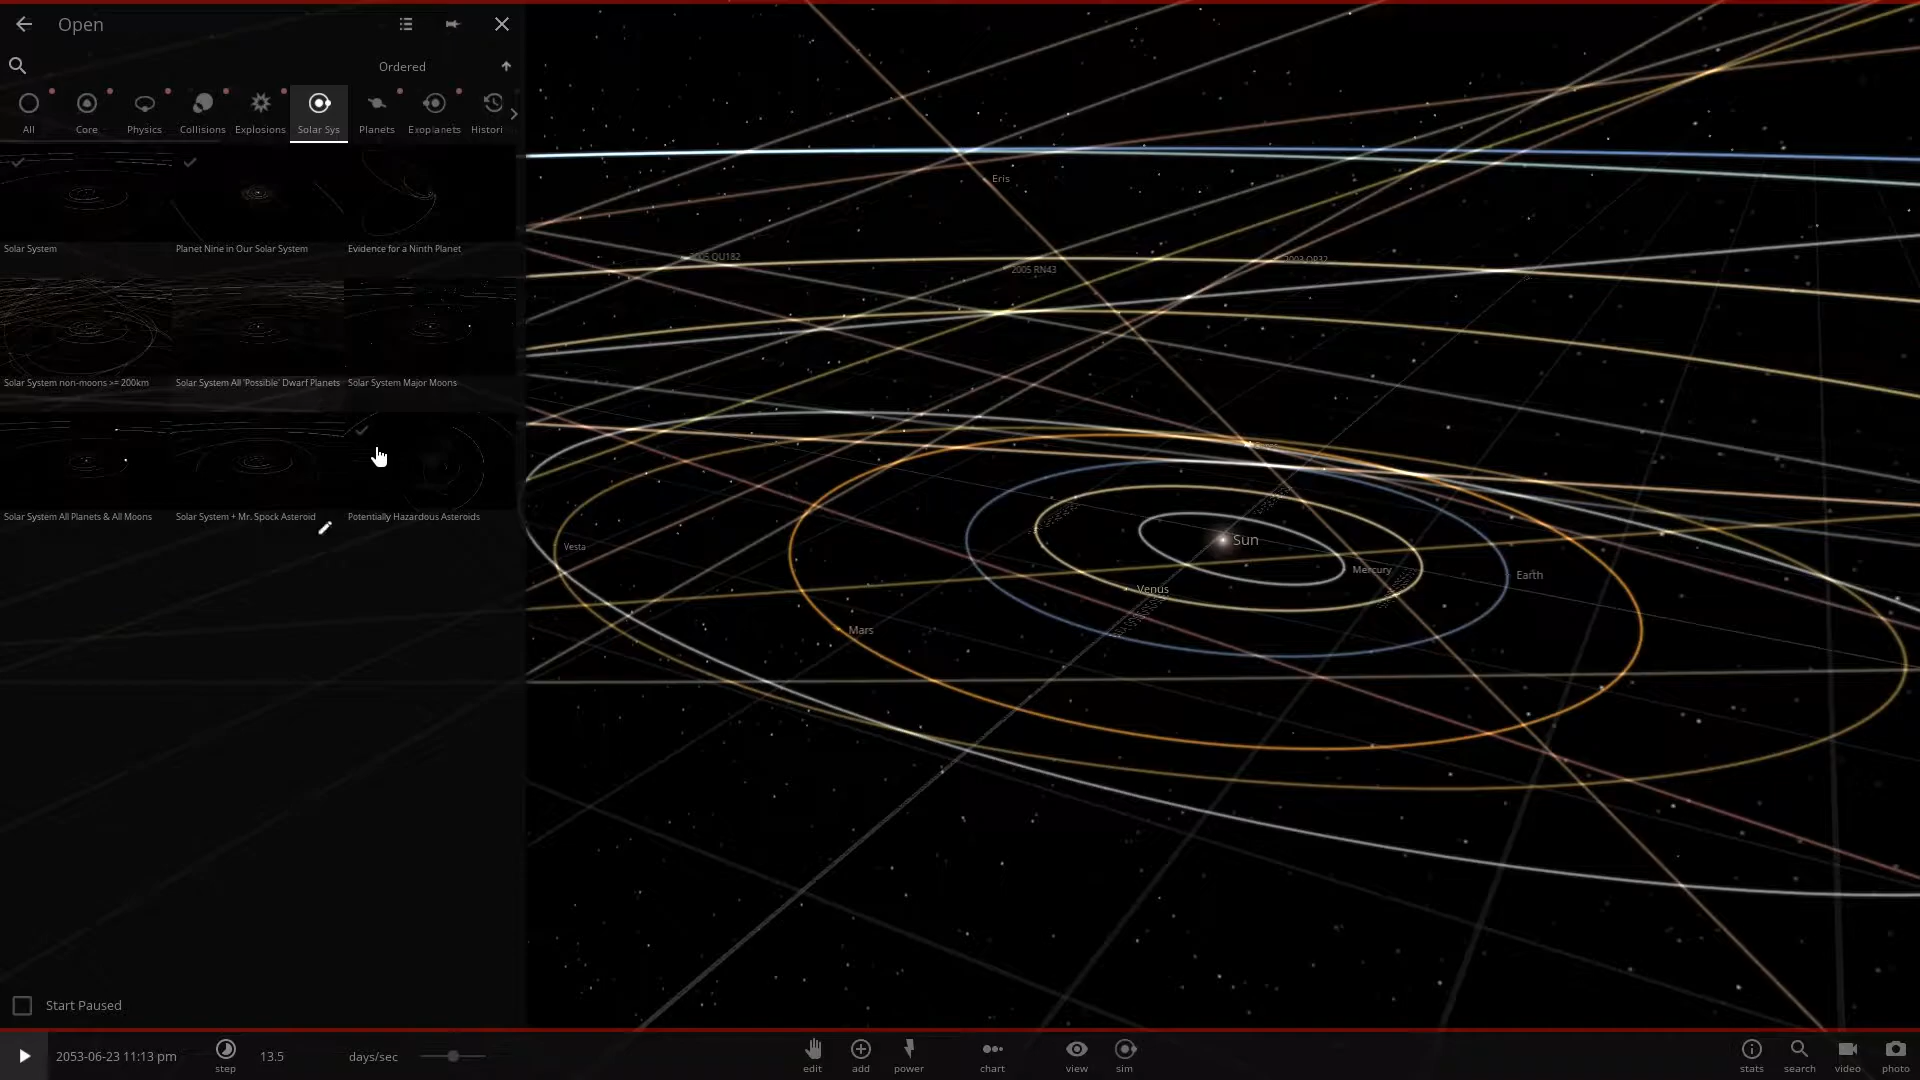 Open
Ordered
All
Core
Physics
Collisions
Explosions
Solar Sys
Planets
Exoplanets
Histori
Solar System
Planet Nine in Our Solar System
Evidence for a Ninth Planet
Solar System non-moons >= 200km
Solar System All 'Possible' Dwarf Planets
Solar System Major Moons
Solar System All Planets & All Moons
Solar System + Mr. Spock Asteroid
Potentially Hazardous Asteroids
Eris
2005 QU182
2005 RN43
Sun
Mercury
Earth
Venus
Vesta
Mars
Start Paused
2053-06-23 11:13 pm
step
13.5
days/sec
edit
add
power
chart
view
sim
stats
search
video
photo